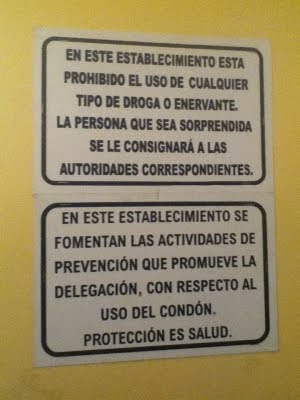 EN ESTE ESTABLECIMIENTO ESTA
PROHIBIDO EL USO DE CUALQUIER
TIPO DE DROGA O ENERVANTE.
LA PERSONA QUE SEA SORPRENDIDA
SE LE CONSIGNARÁ A LAS
AUTORIDADES CORRESPONDIENTES.
EN ESTE ESTABLECIMIENTO SE
FOMENTAN LAS ACTIVIDADES DE
PREVENCIÓN QUE PROMUEVE LA
DELEGACIÓN, CON RESPECTO AL
USO DEL CONDÓN.
PROTECCIÓN ES SALUD.